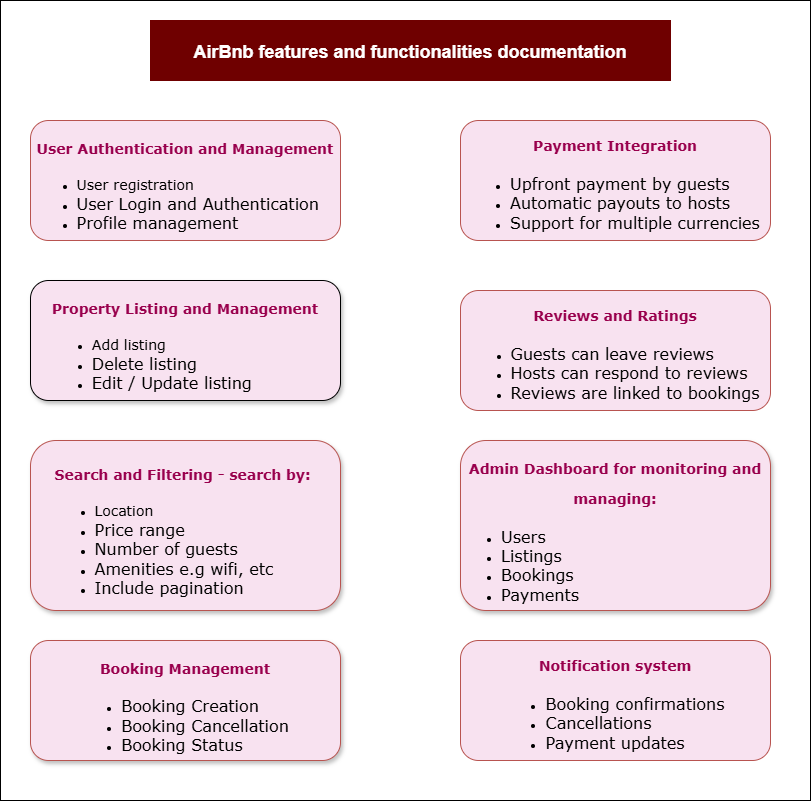 AirBnb features and functionalities documentation
User Authentication and Management
• User registration
• User Login and Authentication
• Profile management
Property Listing and Management
• Add listing
• Delete listing
• Edit / Update listing
Search and Filtering - search by:
• Location
• Price range
• Number of guests
• Amenities e.g wifi, etc
• Include pagination
Booking Management
• Booking Creation
• Booking Cancellation
• Booking Status
Payment Integration
• Upfront payment by guests
• Automatic payouts to hosts
• Support for multiple currencies
Reviews and Ratings
• Guests can leave reviews
• Hosts can respond to reviews
• Reviews are linked to bookings
Admin Dashboard for monitoring and
managing:
• Users
• Listings
• Bookings
• Payments
Notification system
• Booking confirmations
• Cancellations
• Payment updates